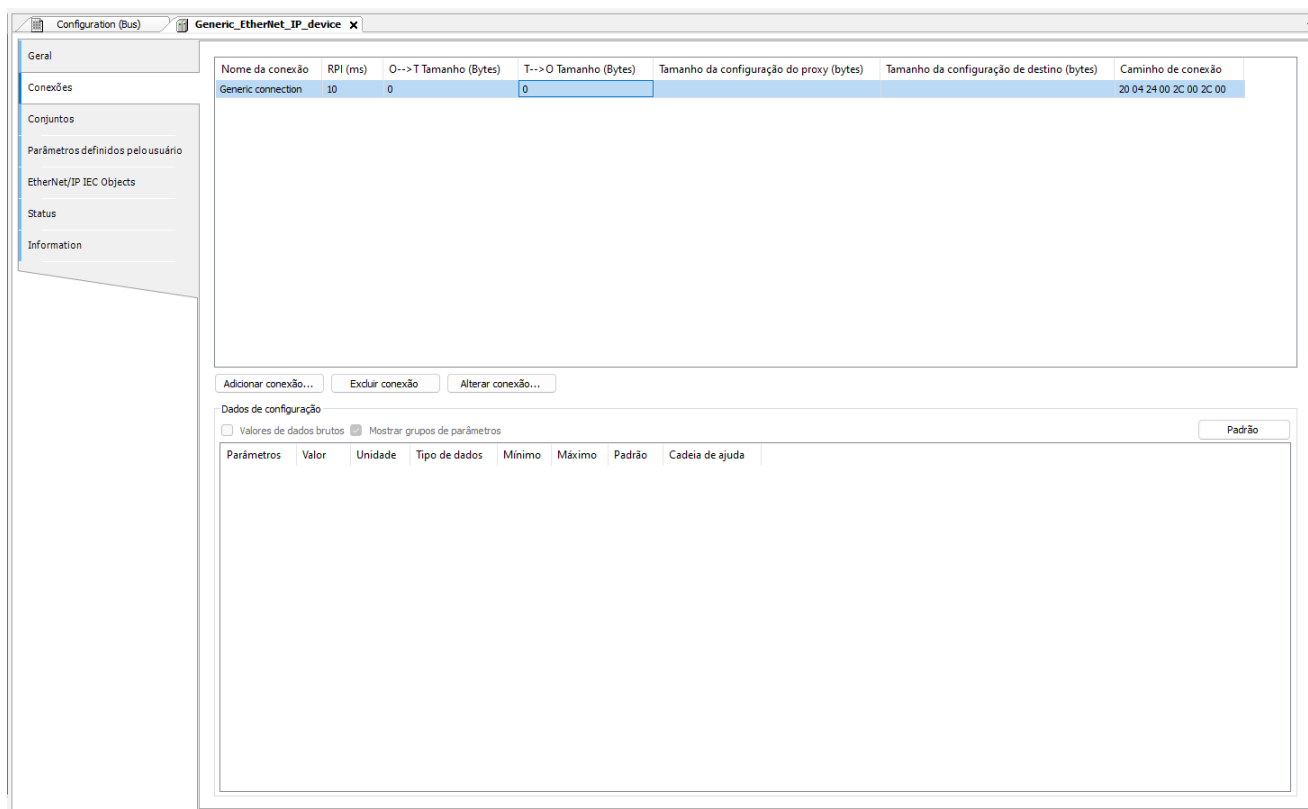 Configuration (Bus) Generic_EtherNet_IP_device x
Geral
Conexões
Conjuntos
Parâmetros definidos pelo usuário
EtherNet/IP IEC Objects
Status
Information
Nome da conexão RPI (ms) O-->T Tamanho (Bytes) T-->O Tamanho (Bytes) Tamanho da configuração do proxy (bytes) Tamanho da configuração de destino (bytes) Caminho de conexão
Generic connection 10 0 0 20 04 24 00 2C 00 2C 00
Adicionar conexão... Excluir conexão Alterar conexão...
Dados de configuração
Valores de dados brutos Mostrar grupos de parâmetros Padrão
Parâmetros Valor Unidade Tipo de dados Mínimo Máximo Padrão Cadeia de ajuda